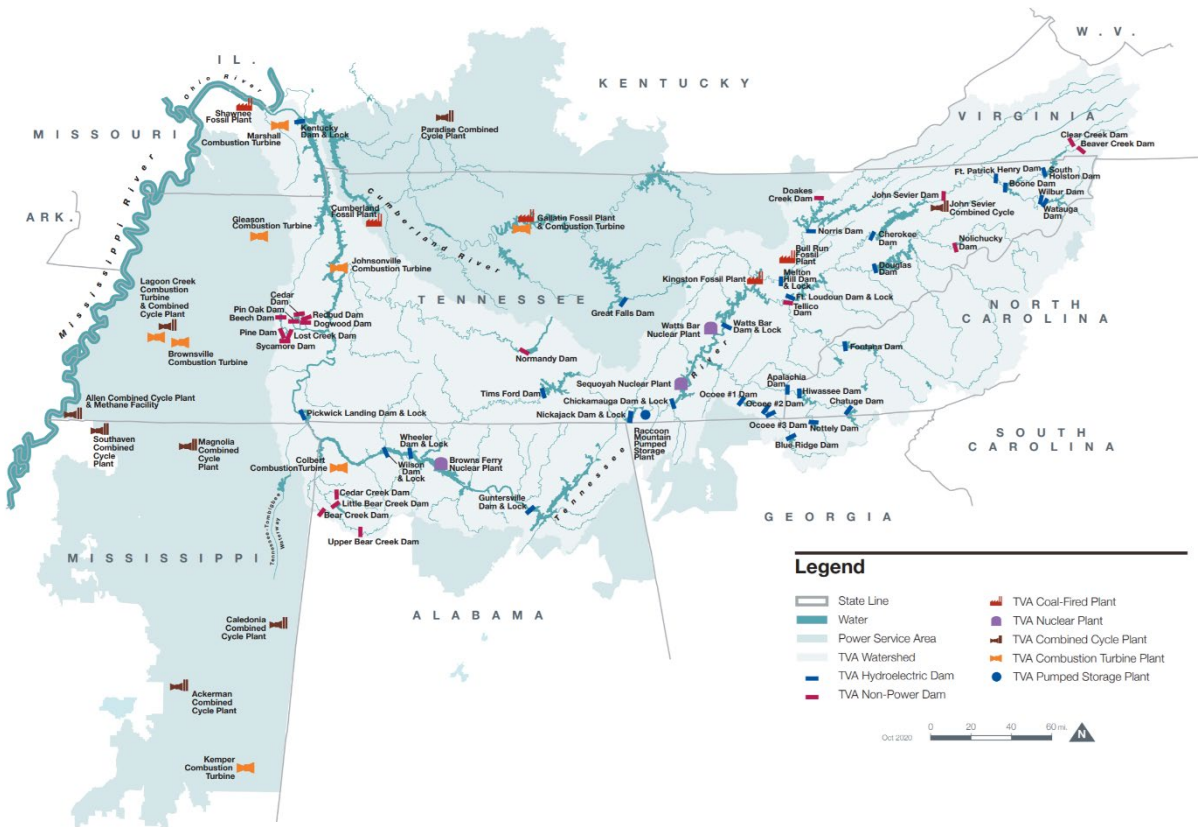 W. V.
IL.
Ohio River
KENTUCKY
MISSOURI
VIRGINIA
Shawnee
Fossil Plant
Marshall
Combustion Turbine
Kentucky
Dam & Lock
Paradise Combined
Cycle Plant
Clear Creek Dam
Beaver Creek Dam
Mississippi River
Ft. Patrick Henry Dam
South
Holston Dam
Boone Dam
Wilbur Dam
Watauga
Dam
ARK.
Cumberland
Fossil Plant
Cumberland River
Doakes
Creek Dam
John Sevier Dam
John Sevier
Combined Cycle
Gleason
Combustion Turbine
Gallatin Fossil Plant
& Combustion Turbine
Norris Dam
Cherokee
Dam
Nolichucky
Dam
Bull Run
Fossil
Plant
Johnsonville
Combustion Turbine
Kingston Fossil Plant
Melton
Hill Dam
& Lock
Douglas
Dam
Lagoon Creek
Combustion
Turbine
& Combined
Cycle Plant
TENNESSEE
Ft. Loudoun Dam & Lock
Tellico
Dam
NORTH
CAROLINA
Mississippi
Cedar
Dam
Pin Oak Dam
Beech Dam
Redbud Dam
Dogwood Dam
Great Falls Dam
Pine Dam
Lost Creek Dam
Sycamore Dam
Watts Bar
Nuclear Plant
Watts Bar
Dam & Lock
Brownsville
Combustion Turbine
Normandy Dam
River
Fontana Dam
Sequoyah Nuclear Plant
Apalachia
Dam
Hiwassee Dam
Tims Ford Dam
Chickamauga Dam & Lock
Ocoee #1 Dam
Ocoee #2 Dam
Chatuge Dam
Allen Combined Cycle Plant
& Methane Facility
Pickwick Landing Dam & Lock
Nickajack Dam & Lock
Ocoee #3 Dam
Nottely Dam
Blue Ridge Dam
Raccoon
Mountain
Pumped
Storage
Plant
SOUTH
CAROLINA
Southaven
Combined
Cycle
Plant
Magnolia
Combined
Cycle
Plant
Colbert
Combustion Turbine
Wheeler
Dam & Lock
Wilson
Dam
& Lock
Browns Ferry
Nuclear Plant
Tennessee
Guntersville
Dam & Lock
Cedar Creek Dam
Little Bear Creek Dam
Bear Creek Dam
Upper Bear Creek Dam
Tennessee-Tombigbee
Waterway
GEORGIA
MISSISSIPPI
ALABAMA
Caledonia
Combined
Cycle Plant
Ackerman
Combined
Cycle Plant
Kemper
Combustion
Turbine
Legend
State Line
Water
Power Service Area
TVA Watershed
TVA Hydroelectric Dam
TVA Non-Power Dam
TVA Coal-Fired Plant
TVA Nuclear Plant
TVA Combined Cycle Plant
TVA Combustion Turbine Plant
TVA Pumped Storage Plant
Oct 2020
0 20 40 60 mi.
N